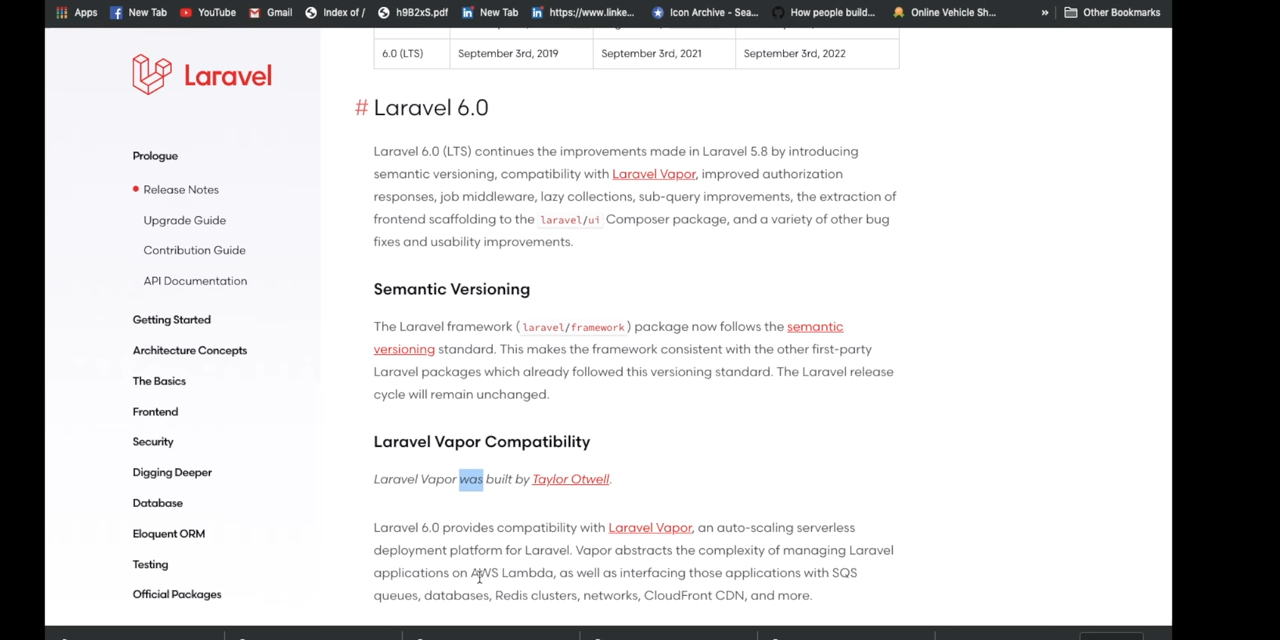 Apps New Tab YouTube Gmail Index of / h9B2xS.pdf New Tab https://www.linke... Icon Archive - Sea... How people build... Online Vehicle Sh... » Other Bookmarks
6.0 (LTS) September 3rd, 2019 September 3rd, 2021 September 3rd, 2022
Laravel
Prologue
Release Notes
Upgrade Guide
Contribution Guide
API Documentation
Getting Started
Architecture Concepts
The Basics
Frontend
Security
Digging Deeper
Database
Eloquent ORM
Testing
Official Packages
# Laravel 6.0
Laravel 6.0 (LTS) continues the improvements made in Laravel 5.8 by introducing
semantic versioning, compatibility with Laravel Vapor, improved authorization
responses, job middleware, lazy collections, sub-query improvements, the extraction of
frontend scaffolding to the laravel/ui Composer package, and a variety of other bug
fixes and usability improvements.
Semantic Versioning
The Laravel framework (laravel/framework) package now follows the semantic
versioning standard. This makes the framework consistent with the other first-party
Laravel packages which already followed this versioning standard. The Laravel release
cycle will remain unchanged.
Laravel Vapor Compatibility
Laravel Vapor was built by Taylor Otwell.
Laravel 6.0 provides compatibility with Laravel Vapor, an auto-scaling serverless
deployment platform for Laravel. Vapor abstracts the complexity of managing Laravel
applications on AWS Lambda, as well as interfacing those applications with SQS
queues, databases, Redis clusters, networks, CloudFront CDN, and more.